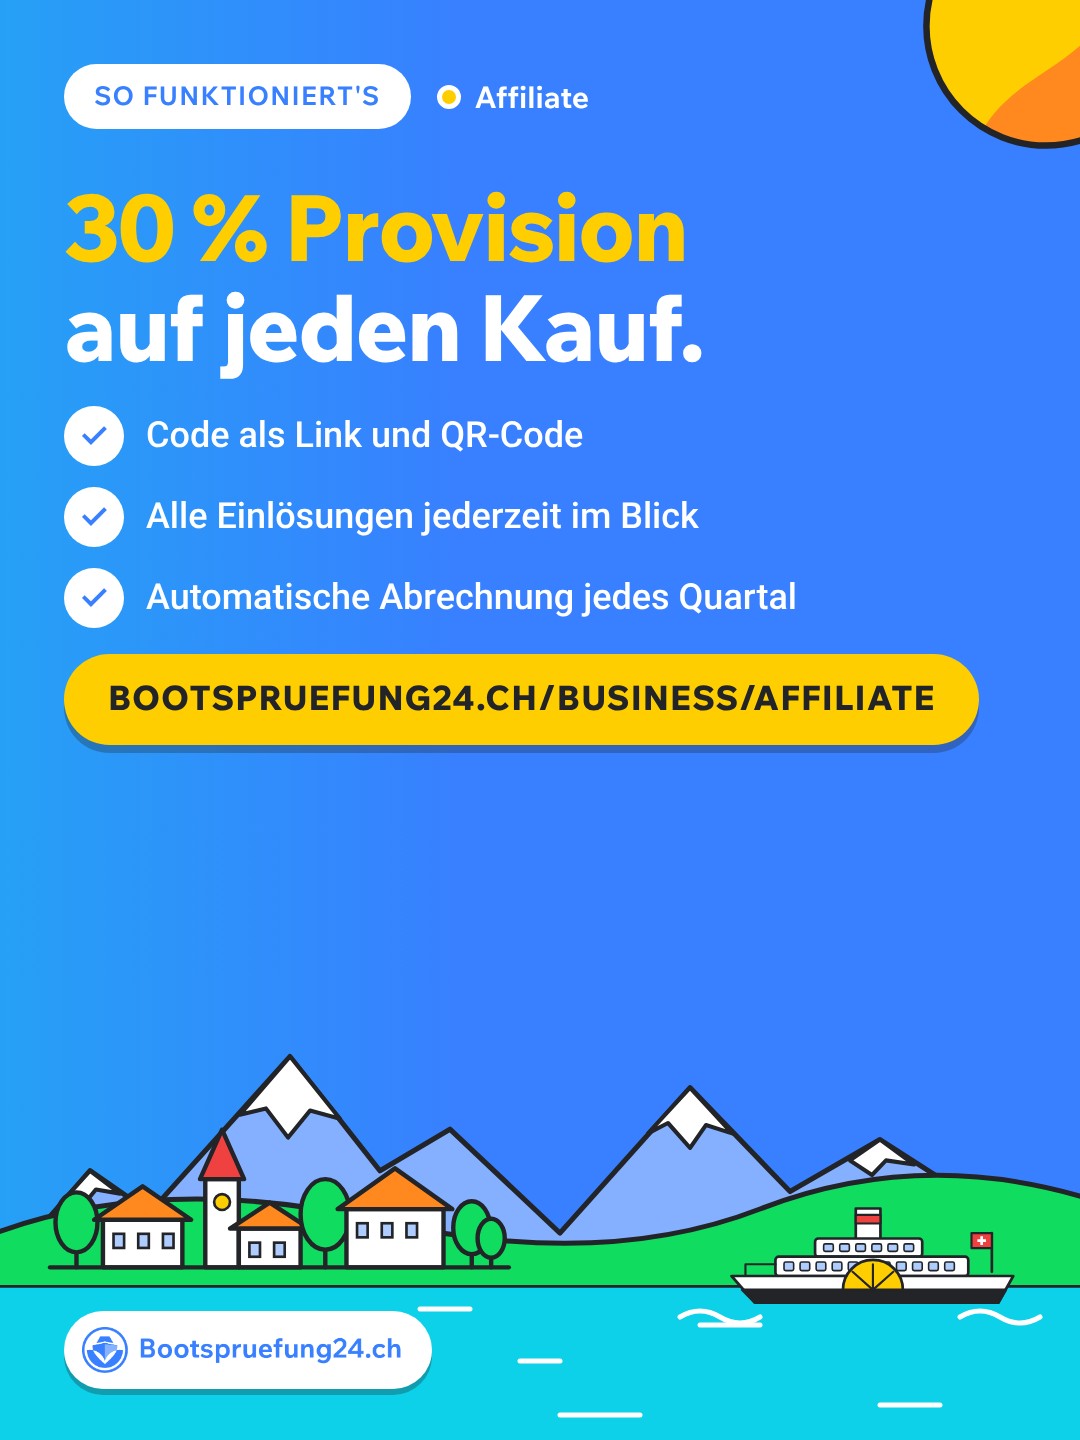 SO FUNKTIONIERT'S
Affiliate
30 % Provision
auf jeden Kauf.
Code als Link und QR-Code
Alle Einlösungen jederzeit im Blick
Automatische Abrechnung jedes Quartal
BOOTSPRUEFUNG24.CH/BUSINESS/AFFILIATE
Bootspruefung24.ch